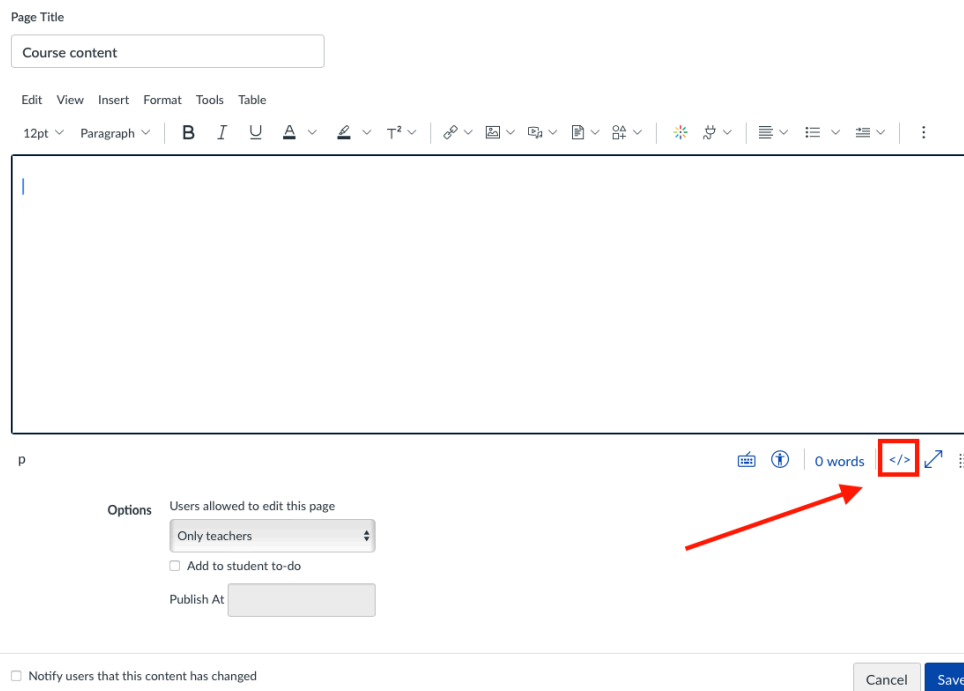 Page Title
Course content
Edit View Insert Format Tools Table
12pt Paragraph B I U A T²
p
0 words </>
Options Users allowed to edit this page
Only teachers
Add to student to-do
Publish At
Notify users that this content has changed
Cancel Save